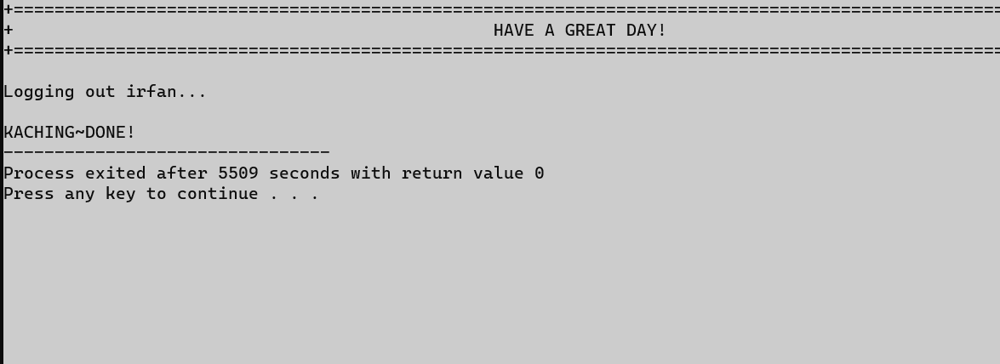 +=================================================================================================
+ HAVE A GREAT DAY!
+=================================================================================================
Logging out irfan...
KACHING~DONE!
--------------------------------
Process exited after 5509 seconds with return value 0
Press any key to continue . . .